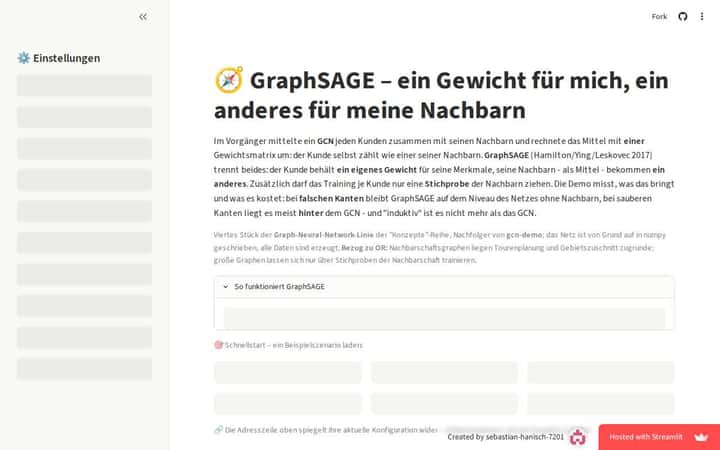 Fork
Einstellungen
GraphSAGE – ein Gewicht für mich, ein
anderes für meine Nachbarn
Im Vorgänger mittelte ein GCN jeden Kunden zusammen mit seinen Nachbarn und rechnete das Mittel mit einer
Gewichtsmatrix um: der Kunde selbst zählt wie einer seiner Nachbarn. GraphSAGE (Hamilton/Ying/Leskovec 2017)
trennt beides: der Kunde behält ein eigenes Gewicht für seine Merkmale, seine Nachbarn - als Mittel - bekommen ein
anderes. Zusätzlich darf das Training je Kunde nur eine Stichprobe der Nachbarn ziehen. Die Demo misst, was das bringt
und was es kostet: bei falschen Kanten bleibt GraphSAGE auf dem Niveau des Netzes ohne Nachbarn, bei sauberen
Kanten liegt es meist hinter dem GCN - und "induktiv" ist es nicht mehr als das GCN.
Viertes Stück der Graph-Neural-Network-Linie der "Konzepte"-Reihe, Nachfolger von gcn-demo; das Netz ist von Grund auf in numpy
geschrieben, alle Daten sind erzeugt. Bezug zu OR: Nachbarschaftsgraphen liegen Tourenplanung und Gebietszuschnitt zugrunde;
große Graphen lassen sich nur über Stichproben der Nachbarschaft trainieren.
So funktioniert GraphSAGE
Schnellstart – ein Beispielszenario laden:
Die Adresszeile oben spiegelt Ihre aktuelle Konfiguration
Created by sebastian-hanisch-7201
Hosted with Streamlit